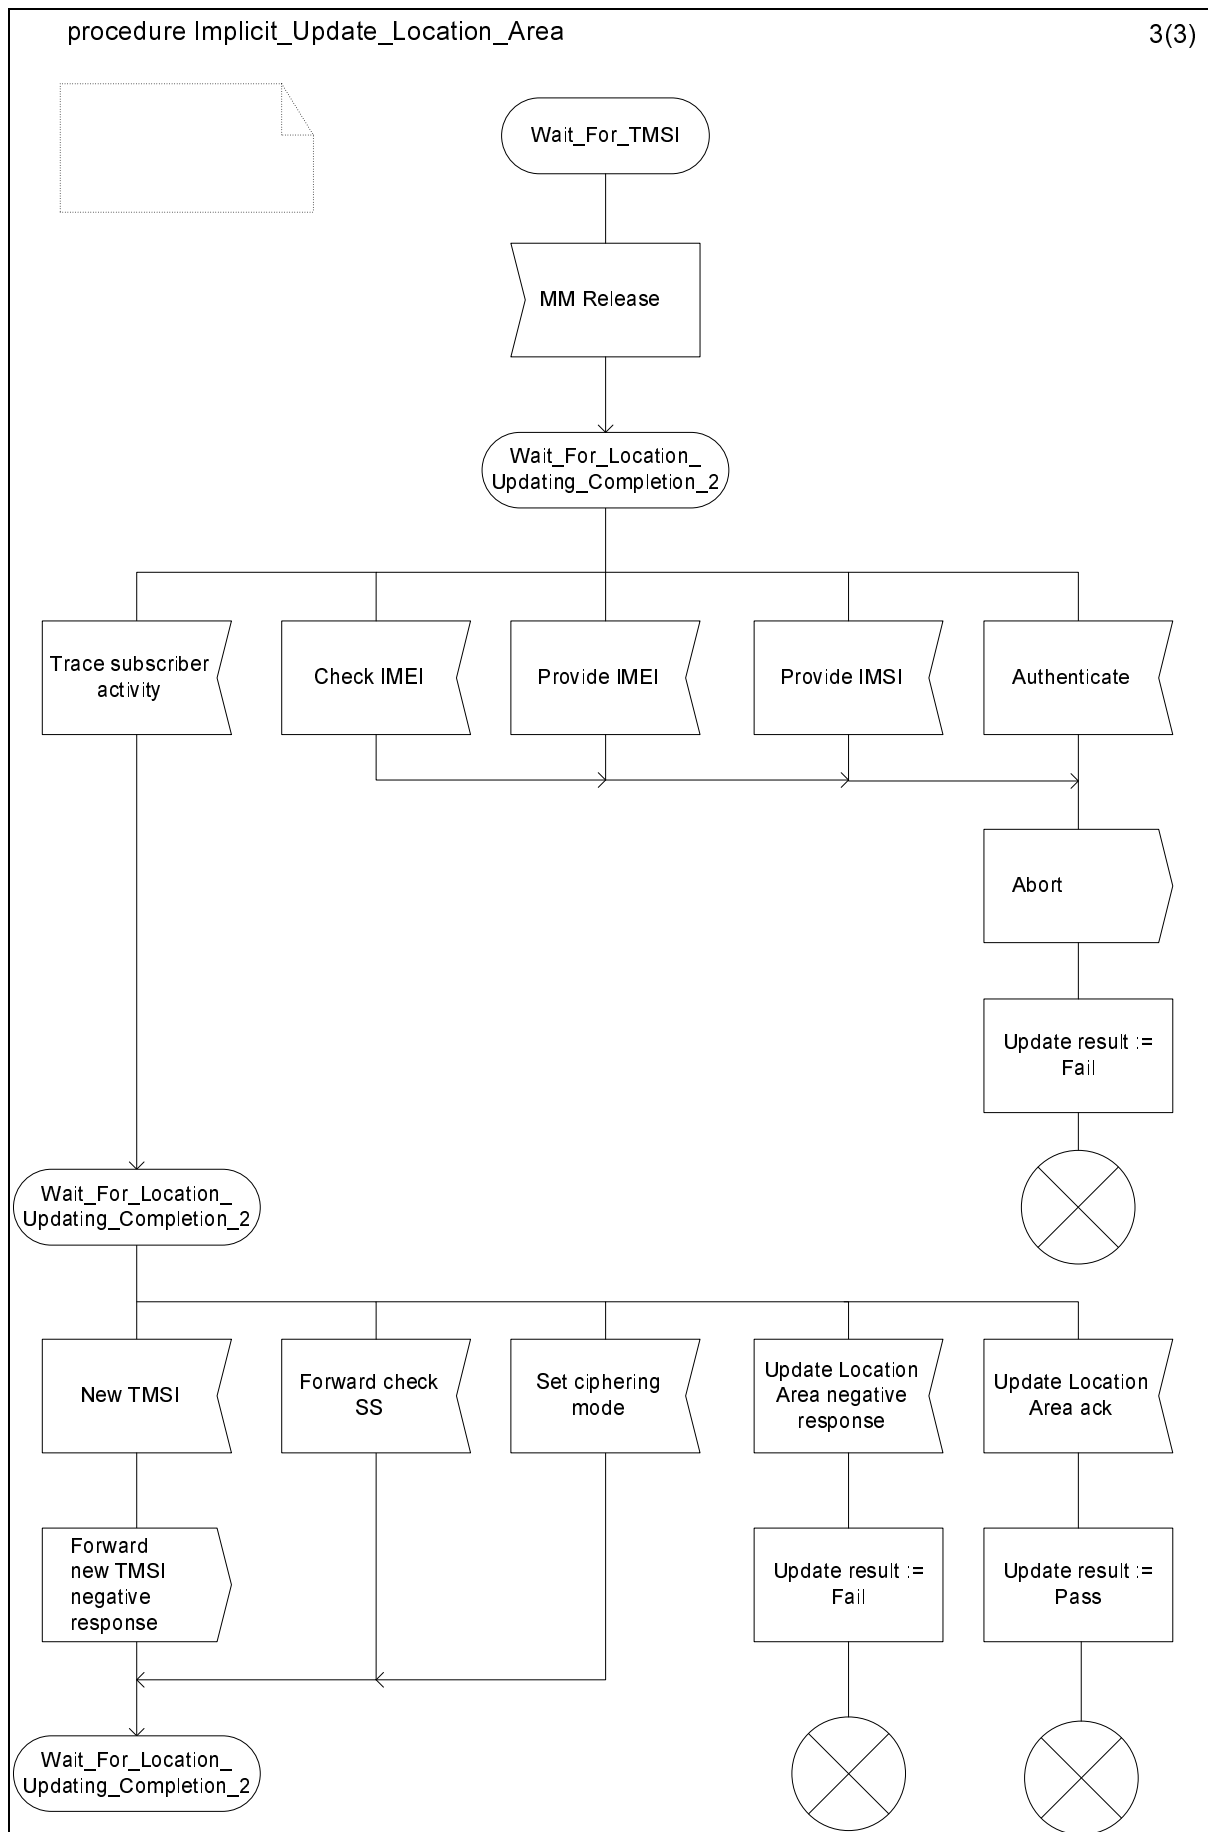 procedure Implicit_Update_Location_Area
3(3)
Wait_For_TMSI
MM Release
Wait_For_Location_
Updating_Completion_2
Trace subscriber
activity
Check IMEI
Provide IMEI
Provide IMSI
Authenticate
Abort
Update result :=
Fail
Wait_For_Location_
Updating_Completion_2
New TMSI
Forward check
SS
Set ciphering
mode
Update Location
Area negative
response
Update Location
Area ack
Forward
new TMSI
negative
response
Update result :=
Fail
Update result :=
Pass
Wait_For_Location_
Updating_Completion_2